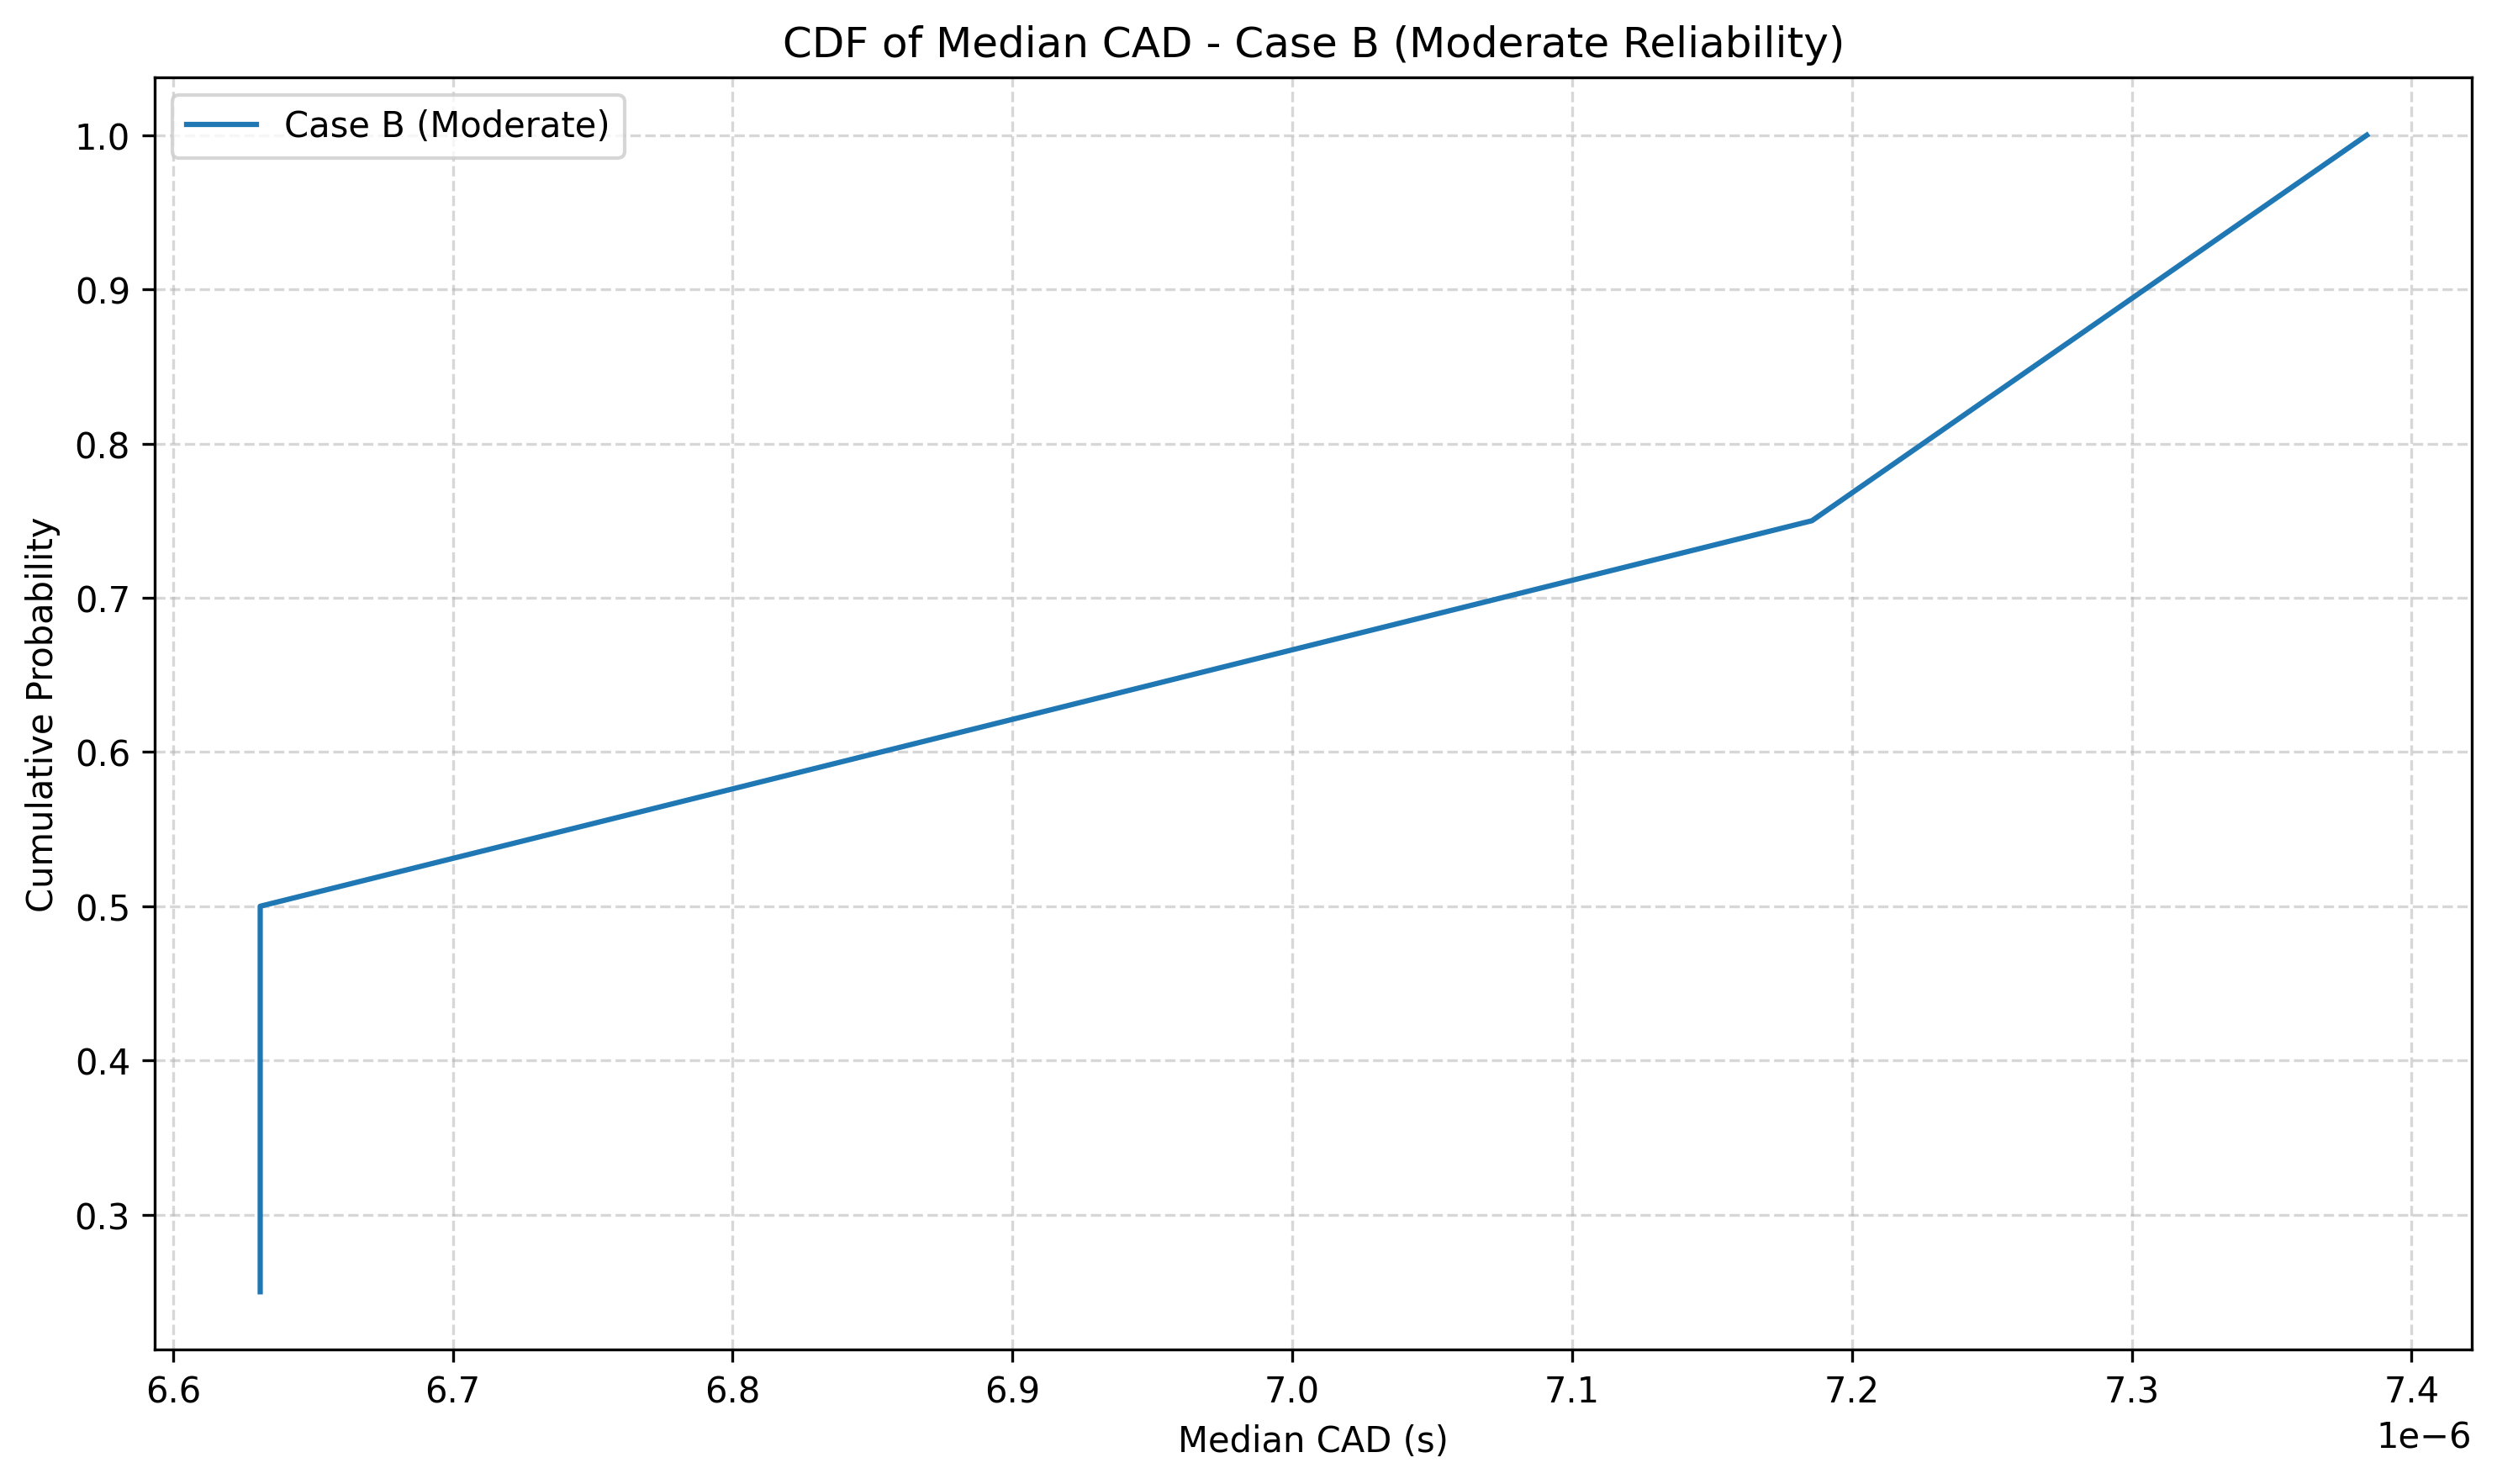 CDF of Median CAD - Case B (Moderate Reliability)
Case B (Moderate)
1.0
0.9
0.8
0.7
0.6
0.5
0.4
0.3
Cumulative Probability
6.6 6.7 6.8 6.9 7.0 7.1 7.2 7.3 7.4
1e−6
Median CAD (s)